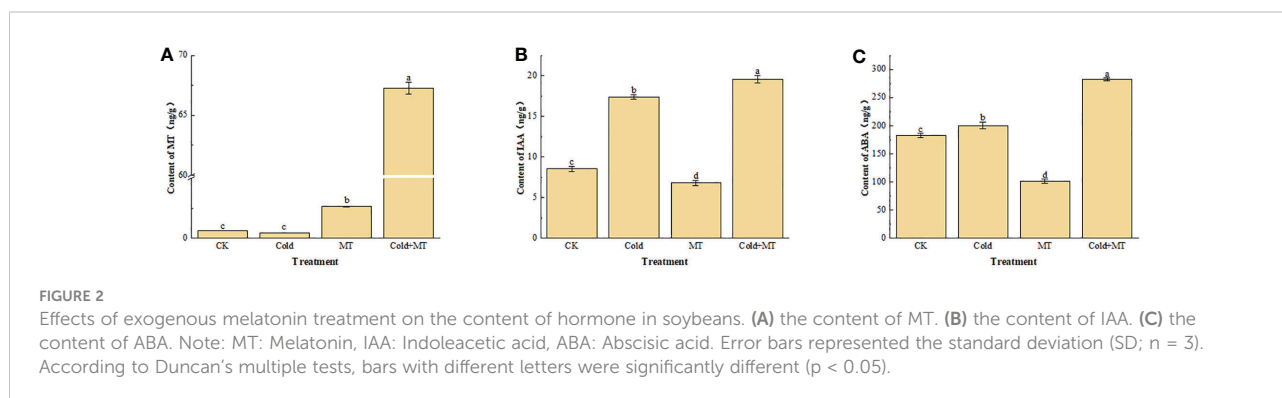 A
Content of MT (ng/g)
70
65
60
0
a
b
c
c
CK Cold MT Cold+MT
Treatment
B
Content of IAA (ng/g)
20
15
10
5
0
c
b
d
a
CK Cold MT Cold+MT
Treatment
C
Content of ABA (ng/g)
300
250
200
150
100
50
0
c
b
d
a
CK Cold MT Cold+MT
Treatment
FIGURE 2
Effects of exogenous melatonin treatment on the content of hormone in soybeans. (A) the content of MT. (B) the content of IAA. (C) the
content of ABA. Note: MT: Melatonin, IAA: Indoleacetic acid, ABA: Abscisic acid. Error bars represented the standard deviation (SD; n = 3).
According to Duncan's multiple tests, bars with different letters were significantly different (p < 0.05).